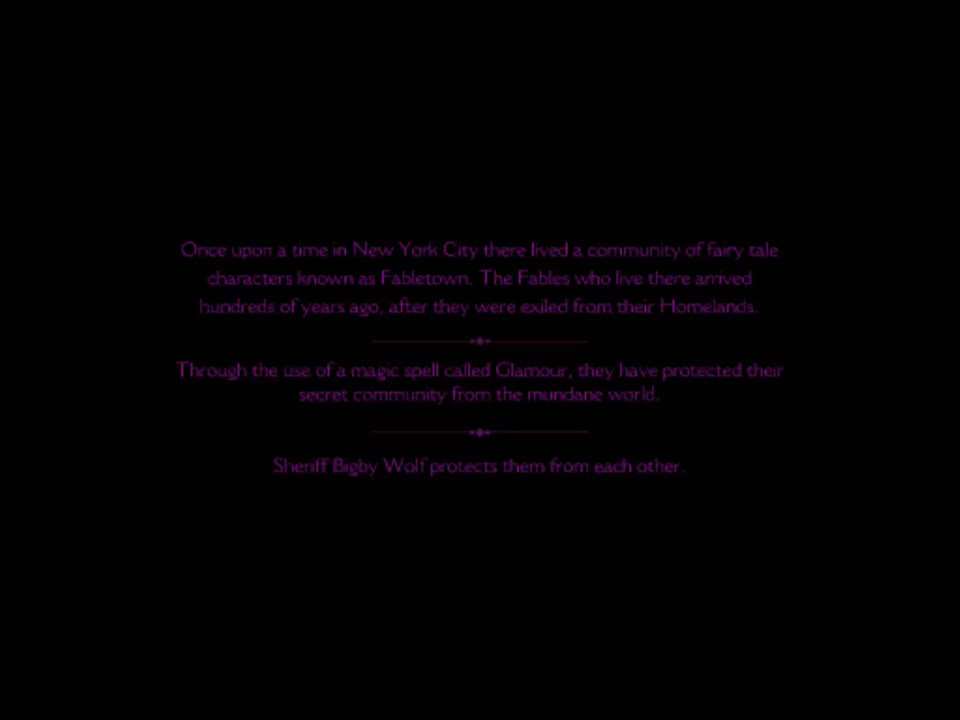 Once upon a time in New York City there lived a community of fairy tale
characters known as Fabletown. The Fables who live there arrived
hundreds of years ago, after they were exiled from their Homelands.
Through the use of a magic spell called Glamour, they have protected their
secret community from the mundane world.
Sheriff Bigby Wolf protects them from each other.